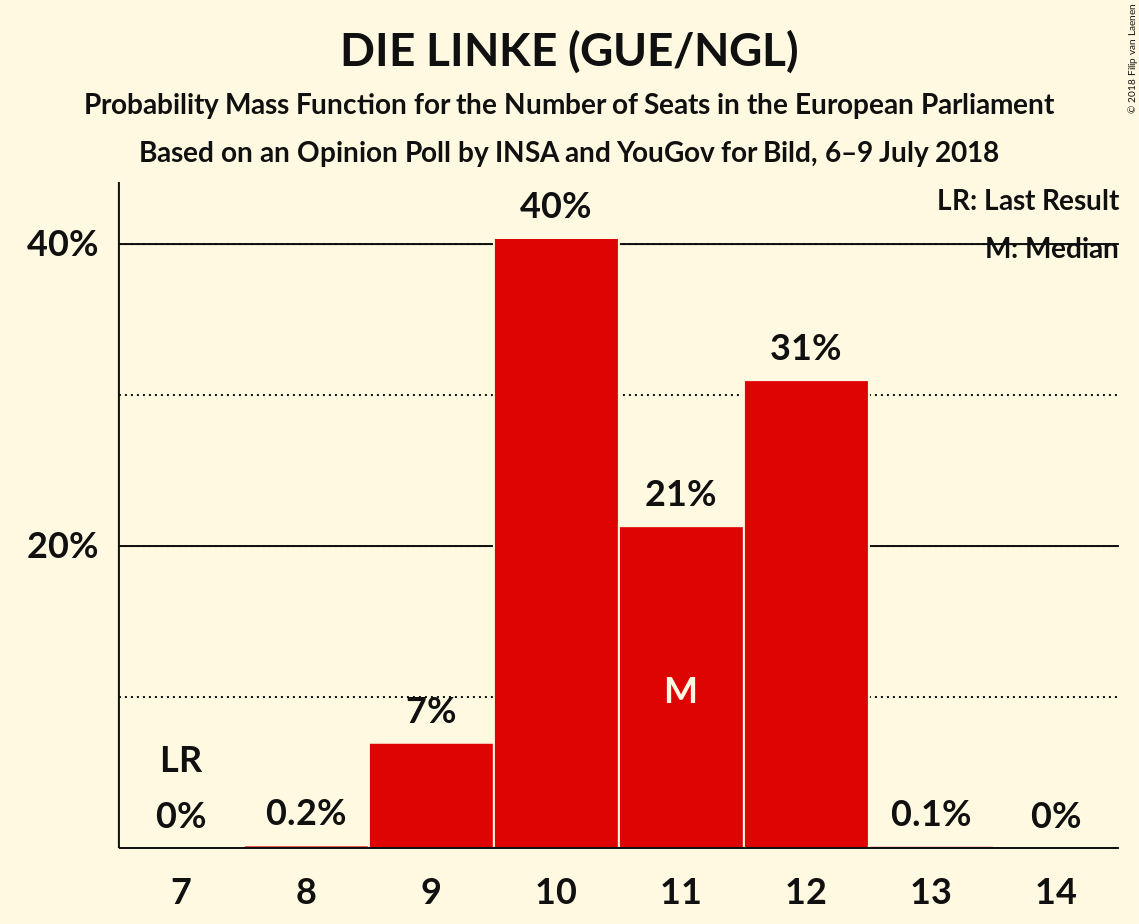 DIE LINKE (GUE/NGL)
Probability Mass Function for the Number of Seats in the European Parliament
Based on an Opinion Poll by INSA and YouGov for Bild, 6–9 July 2018
© 2018 Filip van Laenen
LR: Last Result
M: Median
40%
20%
LR
0%
0.2%
7%
40%
21%
M
31%
0.1%
0%
7 8 9 10 11 12 13 14